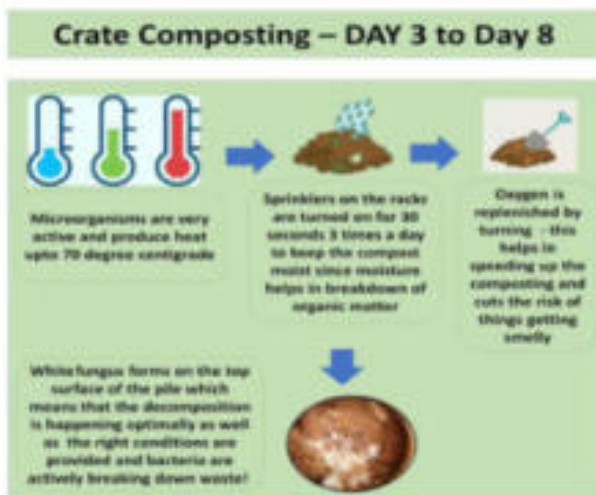 Crate Composting – DAY 3 to Day 8
Microorganisms are very
active and produce heat
upto 70 degree centigrade
Sprinklers on the racks
are turned on for 30
seconds 3 times a day
to keep the compost
moist since moisture
helps in breakdown of
organic matter
Oxygen is
replenished by
turning - this
helps in
speeding up the
composting and
cuts the risk of
things getting
smelly
White fungus forms on the top
surface of the pile which
means that the decomposition
is happening optimally as well
as the right conditions are
provided and bacteria are
actively breaking down waste!